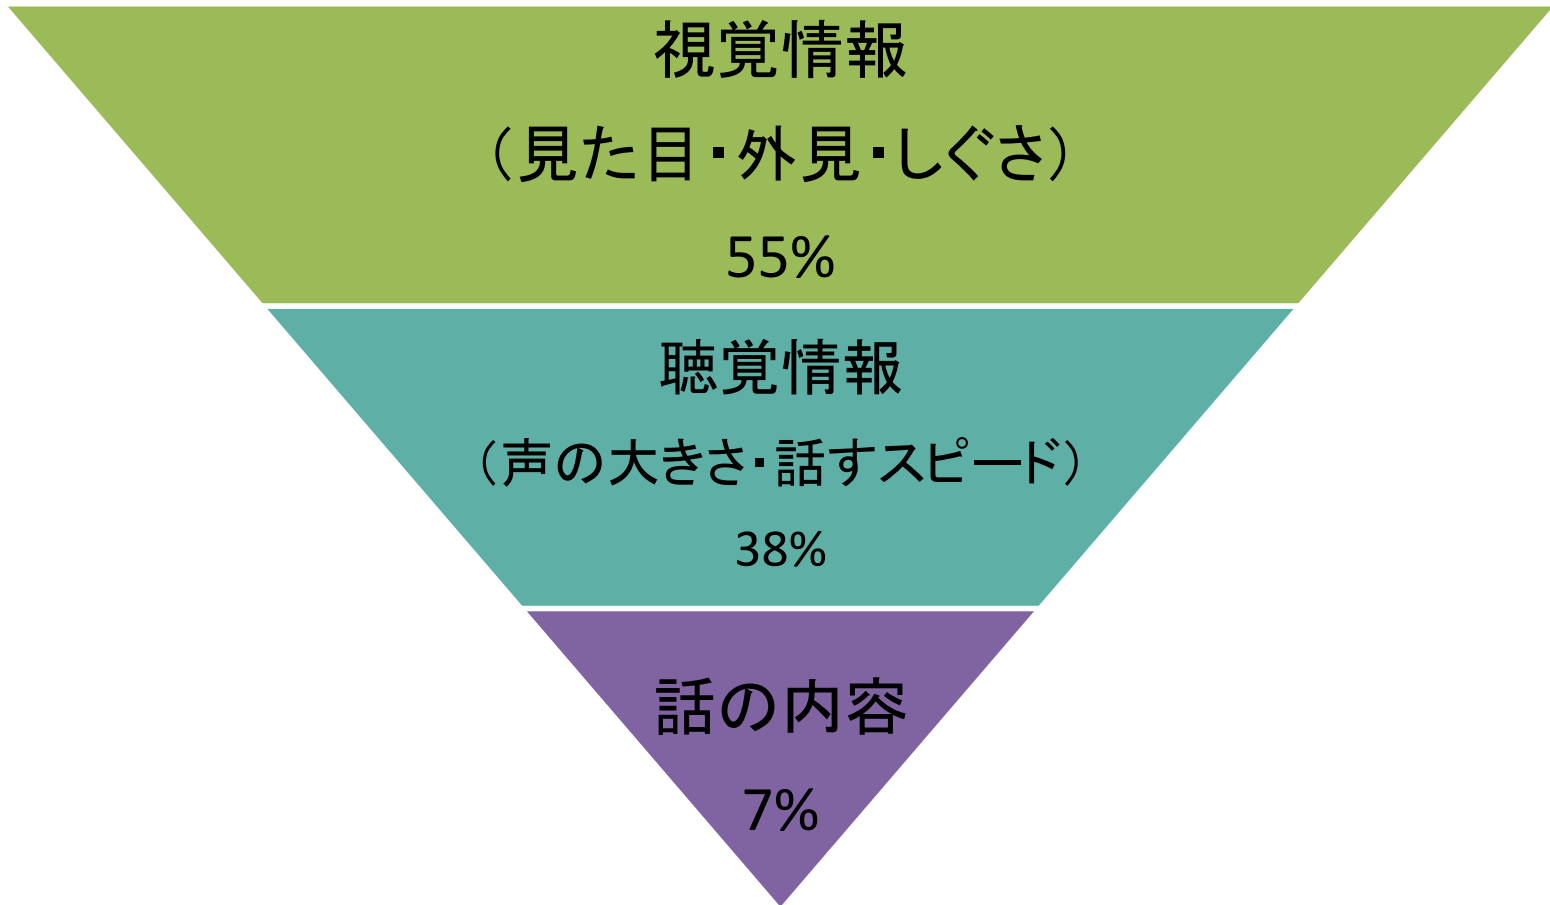 視覚情報
（見た目・外見・しぐさ）
55%
聴覚情報
（声の大きさ・話すスピード）
38%
話の内容
7%